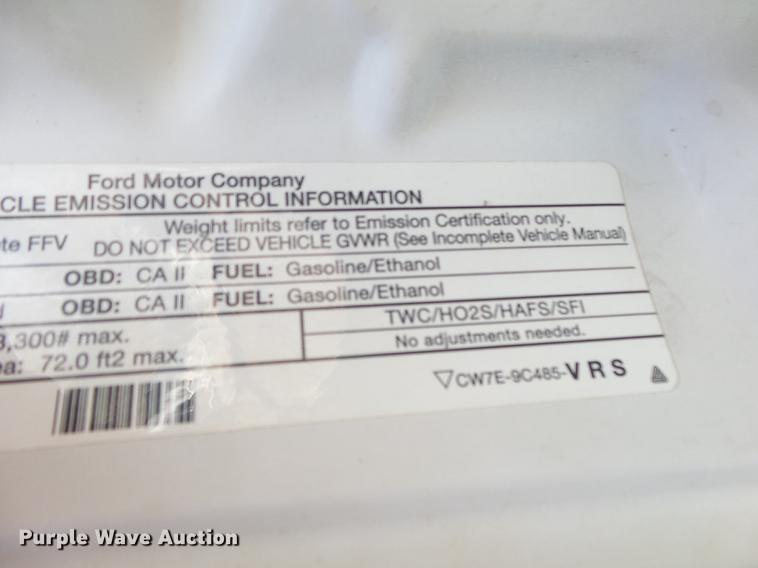 Ford Motor Company
CLE EMISSION CONTROL INFORMATION
te FFV
Weight limits refer to Emission Certification only.
DO NOT EXCEED VEHICLE GVWR (See Incomplete Vehicle Manual)
OBD: CA II FUEL: Gasoline/Ethanol
OBD: CA II FUEL: Gasoline/Ethanol
,300# max.
TWC/HO2S/HAFS/SFI
a: 72.0 ft2 max.
No adjustments needed.
CW7E-9C485-VRS
Purple Wave Auction